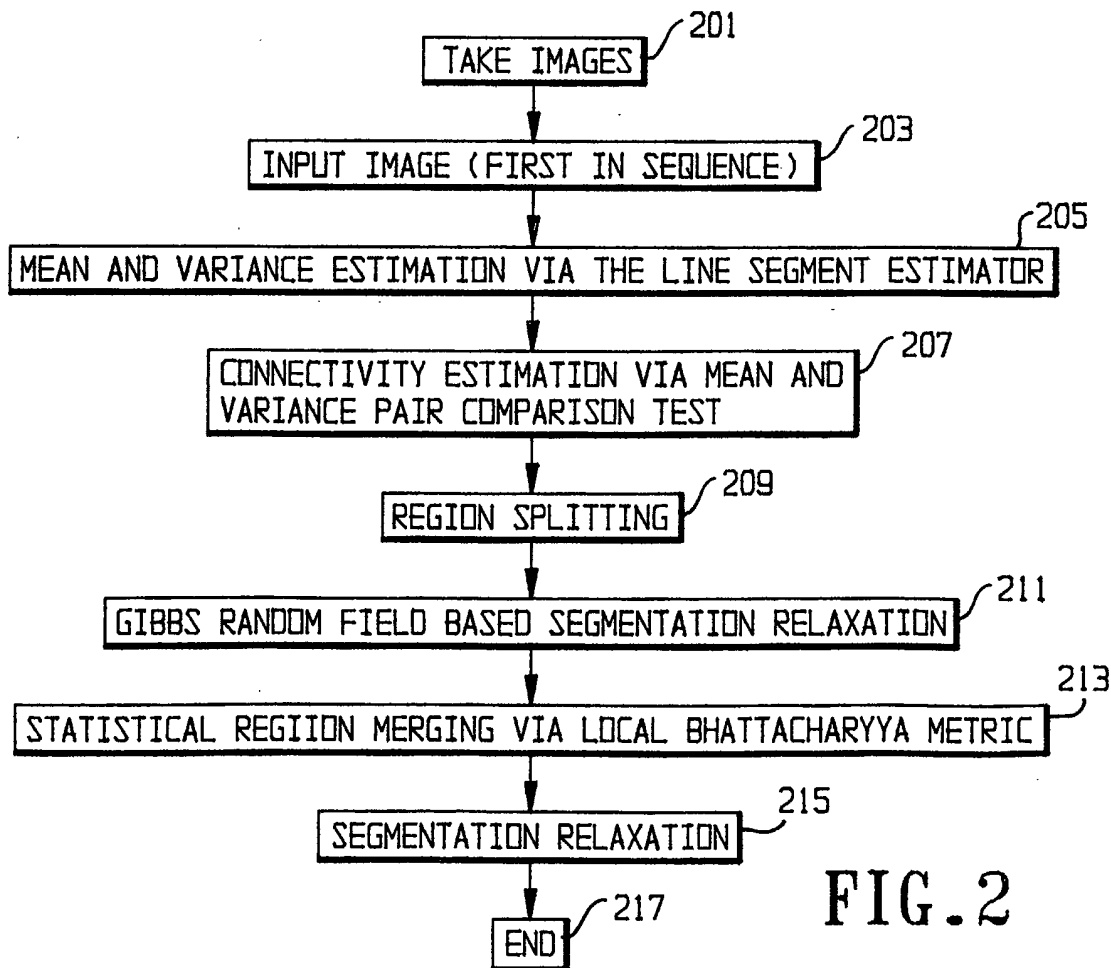 201
TAKE IMAGES
203
INPUT IMAGE (FIRST IN SEQUENCE)
205
MEAN AND VARIANCE ESTIMATION VIA THE LINE SEGMENT ESTIMATOR
207
CONNECTIVITY ESTIMATION VIA MEAN AND
VARIANCE PAIR COMPARISON TEST
209
REGION SPLITTING
211
GIBBS RANDOM FIELD BASED SEGMENTATION RELAXATION
213
STATISTICAL REGIION MERGING VIA LOCAL BHATTACHARYYA METRIC
215
SEGMENTATION RELAXATION
217
END
FIG.2